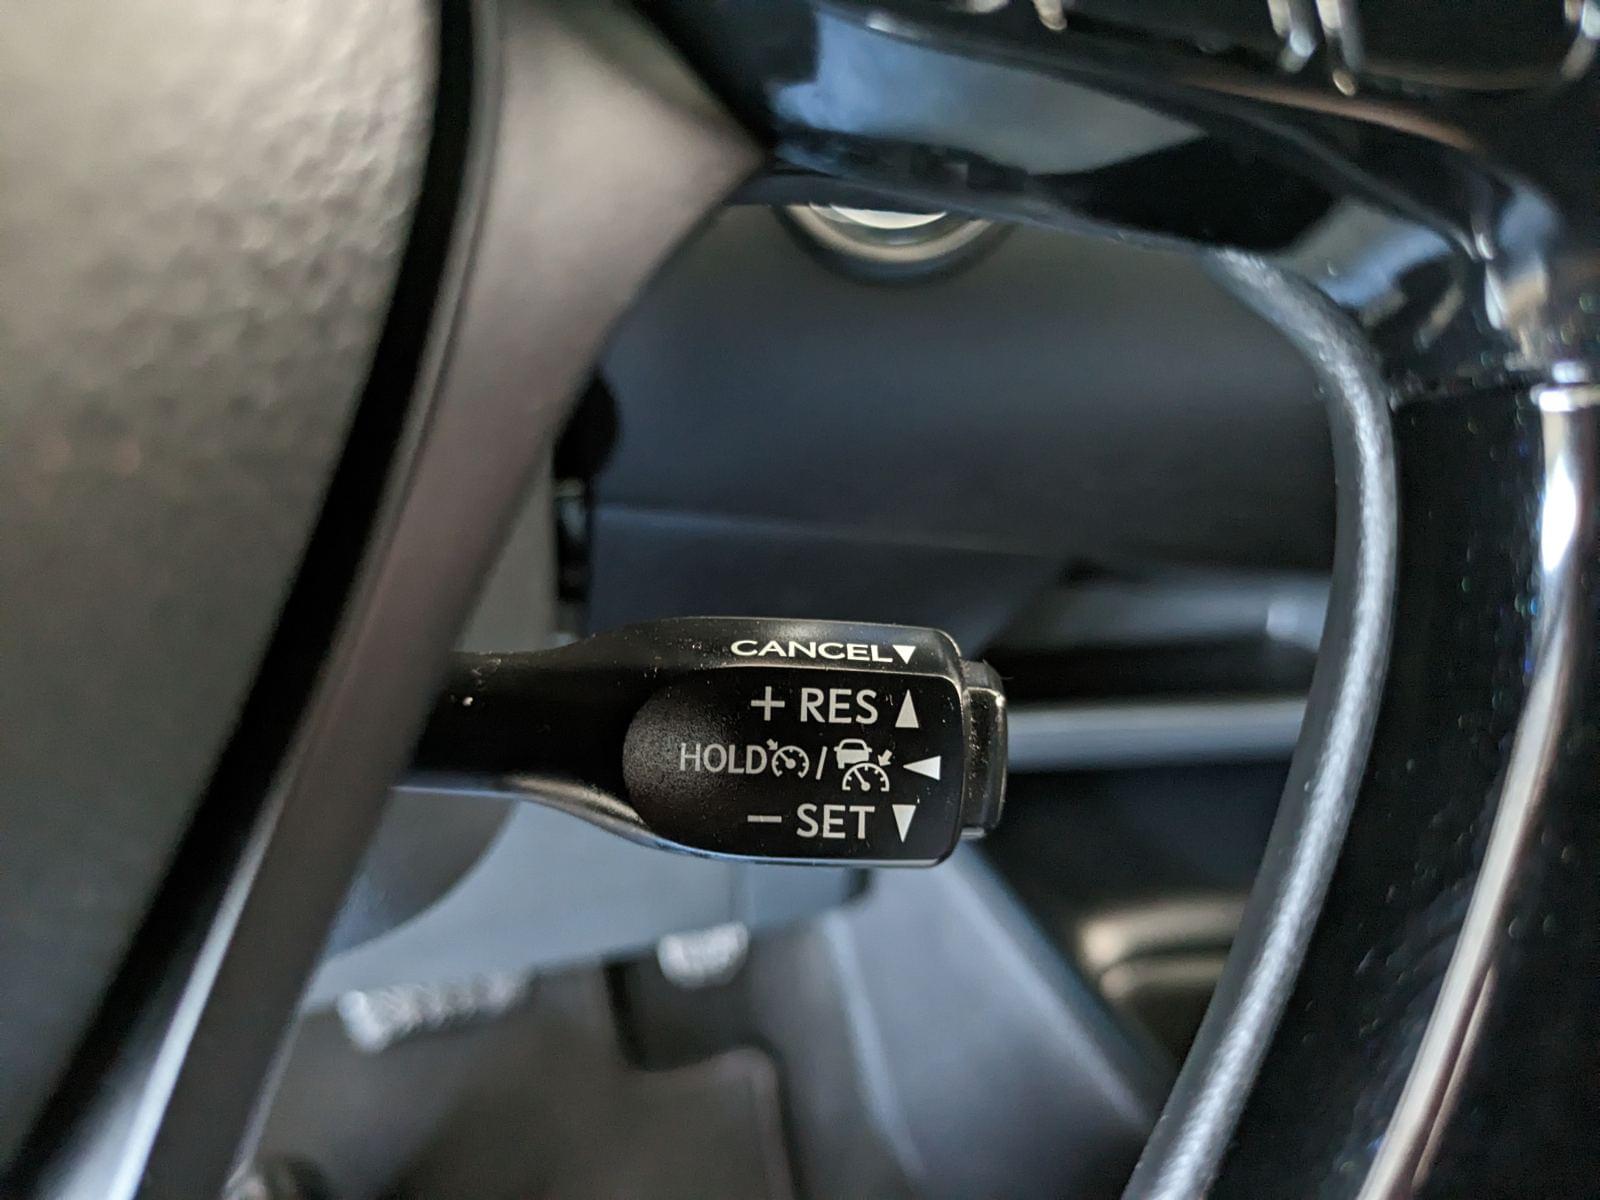 CANCEL▼
+ RES ▲
HOLD / ◀
− SET ▼